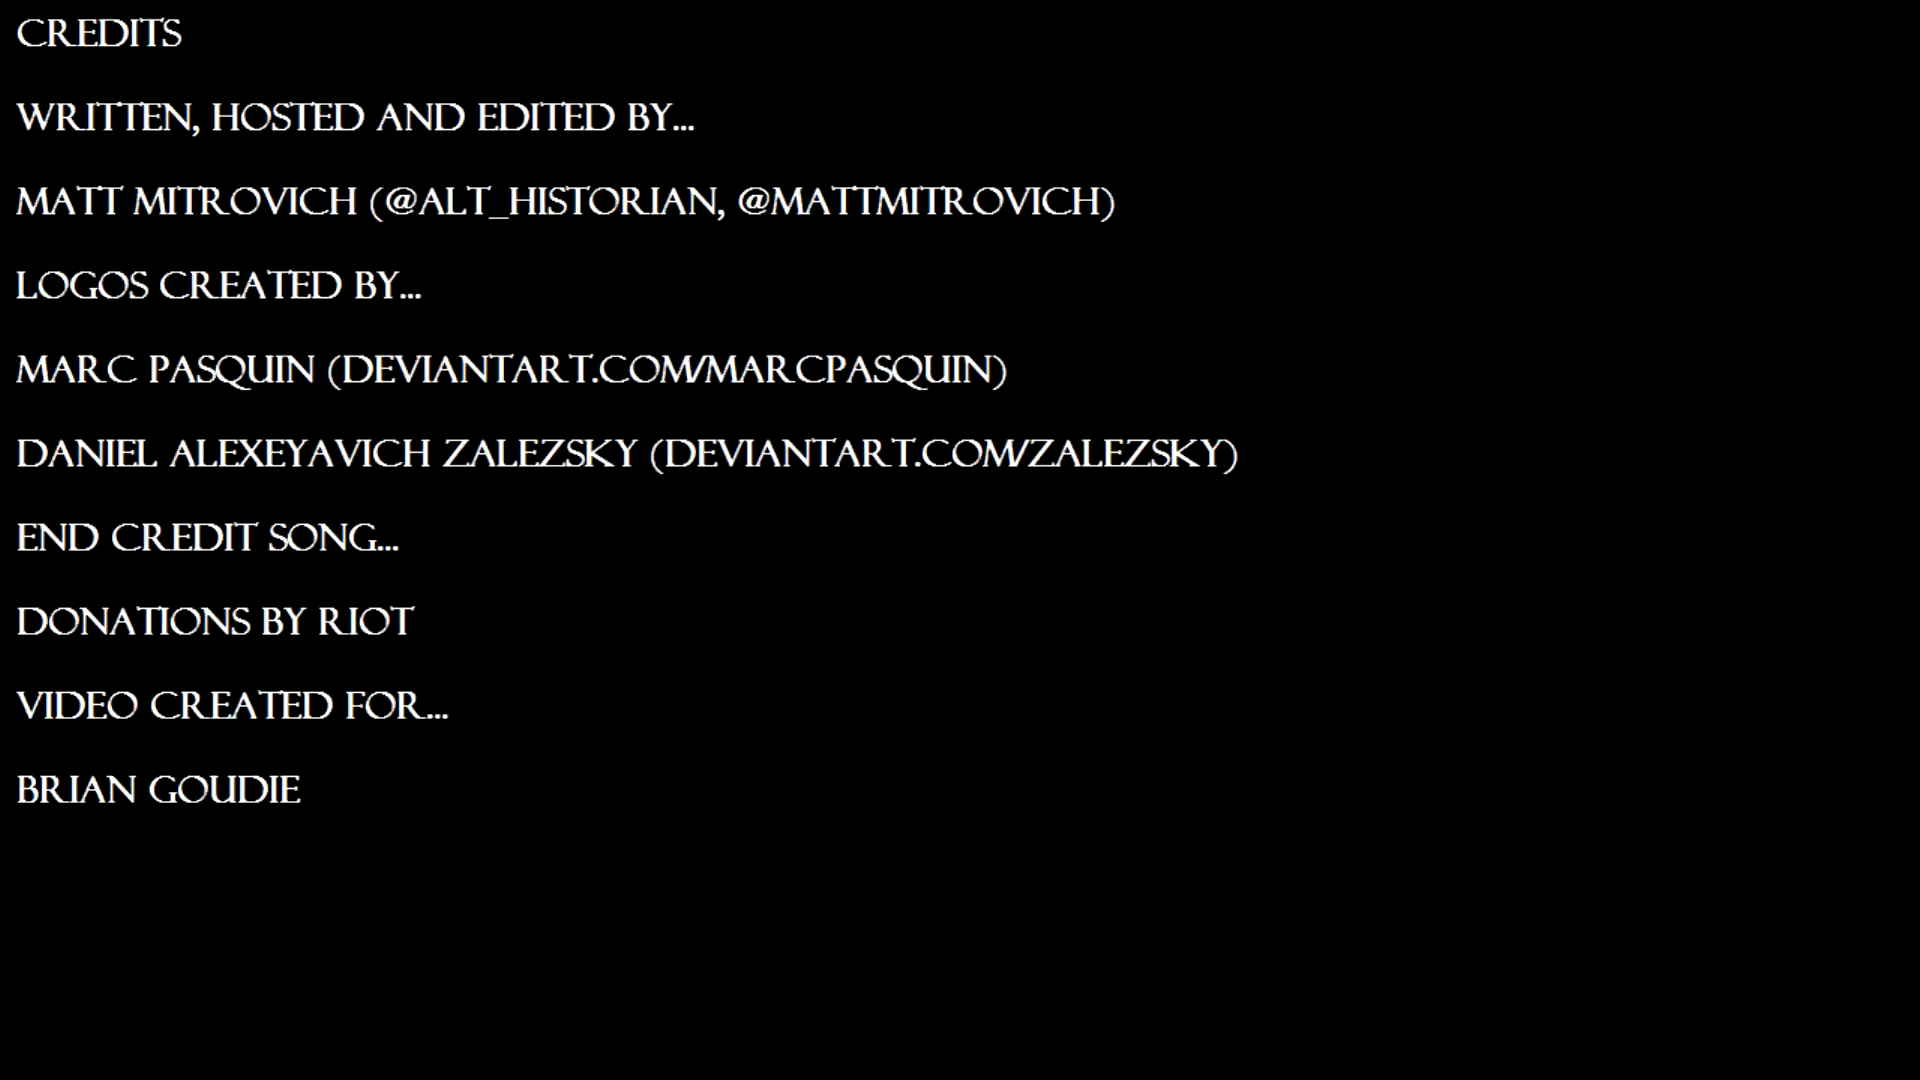 CREDITS
WRITTEN, HOSTED AND EDITED BY...
MATT MITROVICH (@ALT_HISTORIAN, @MATTMITROVICH)
LOGOS CREATED BY...
MARC PASQUIN (DEVIANTART.COM/MARCPASQUIN)
DANIEL ALEXEYAVICH ZALEZSKY (DEVIANTART.COM/ZALEZSKY)
END CREDIT SONG...
DONATIONS BY RIOT
VIDEO CREATED FOR...
BRIAN GOUDIE